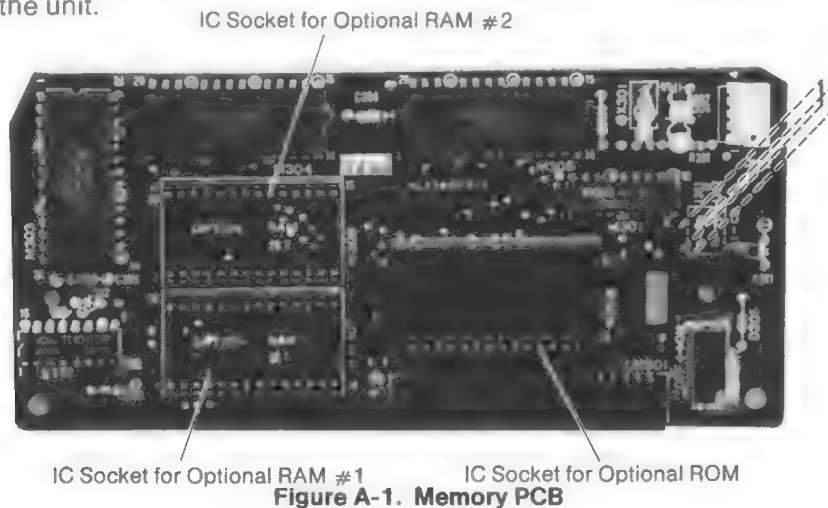 the unit.
IC Socket for Optional RAM #2
IC Socket for Optional RAM #1
IC Socket for Optional ROM
Figure A-1. Memory PCB